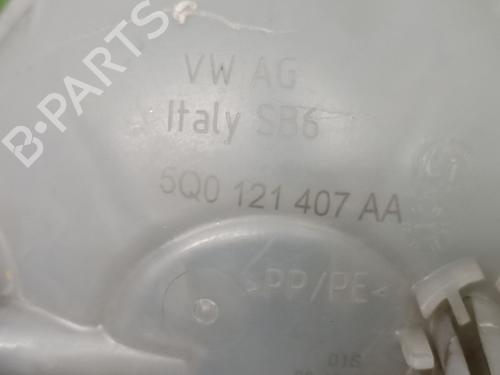 B-PARTS
VW AG
Italy SB6
5Q0 121 407 AA
>PP/PE<